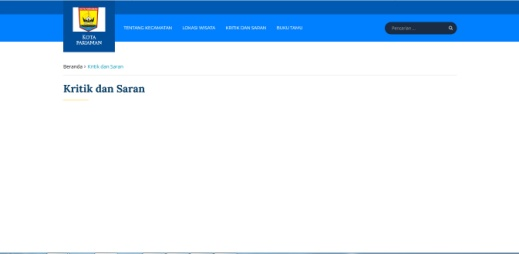 KOTA
PARIAMAN
TENTANG KECAMATAN
LOKASI WISATA
KRITIK DAN SARAN
BUKU TAMU
Pencarian ...
Beranda > Kritik dan Saran
Kritik dan Saran